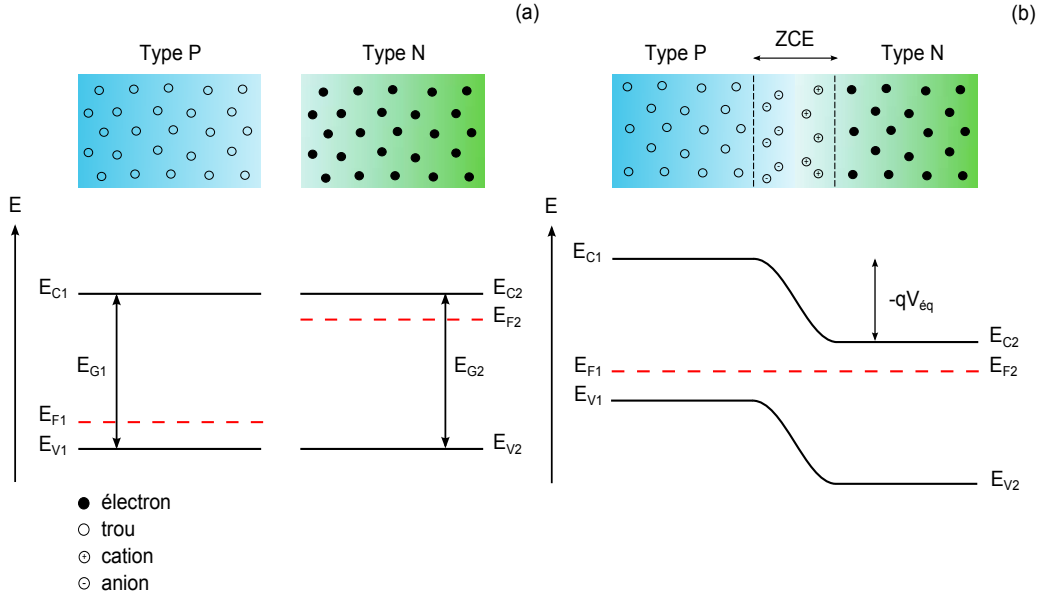 (a)
Type P
Type N
E
E_C1
E_C2
E_F2
E_G1
E_G2
E_F1
E_V1
E_V2
électron
trou
cation
anion
(b)
ZCE
Type P
Type N
E
E_C1
-qV_éq
E_C2
E_F1
E_F2
E_V1
E_V2